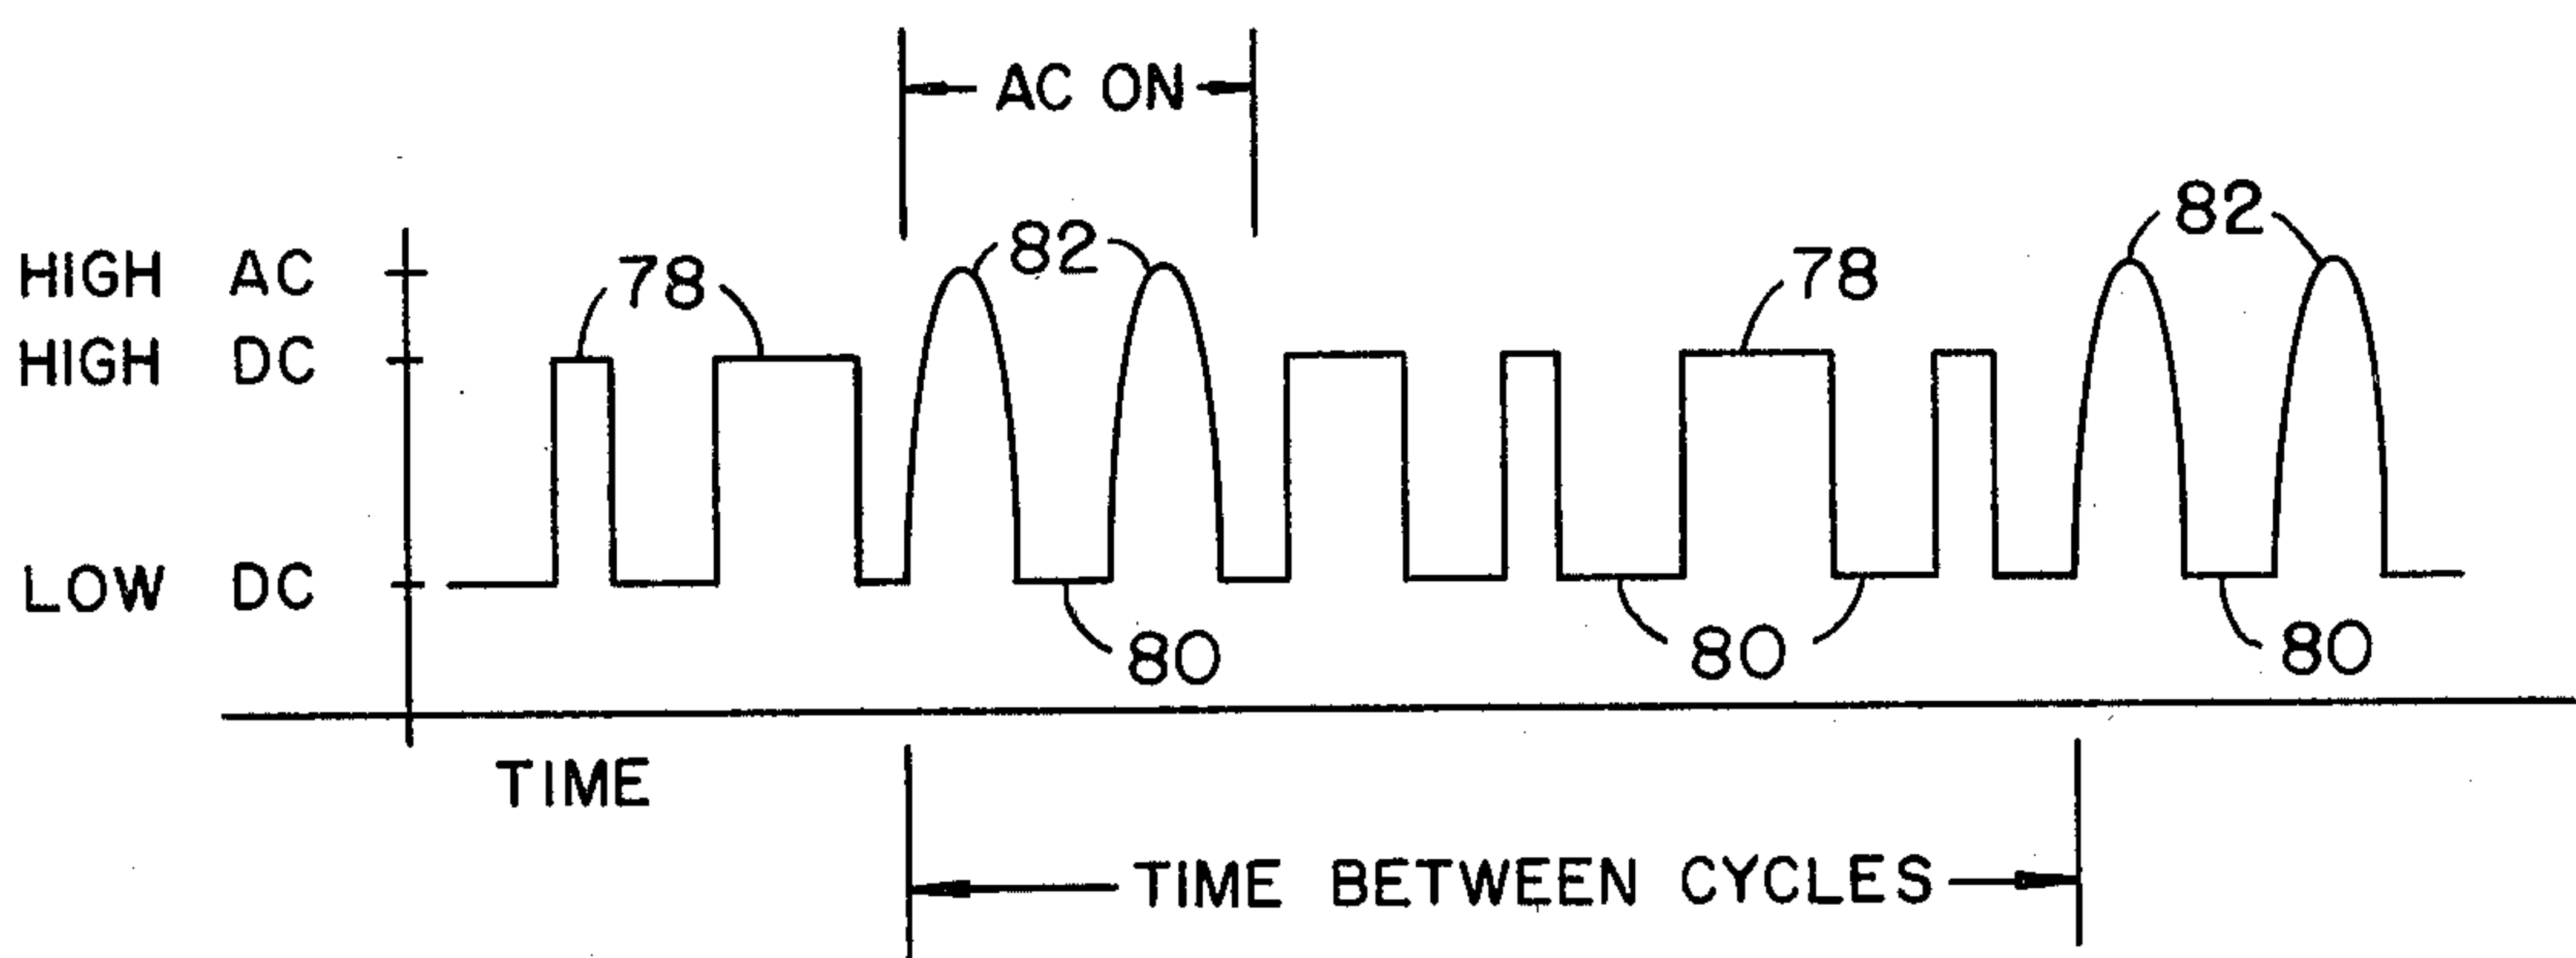 AC ON
82
82
78
78
HIGH AC
HIGH DC
LOW DC
80
80
80
TIME
TIME BETWEEN CYCLES